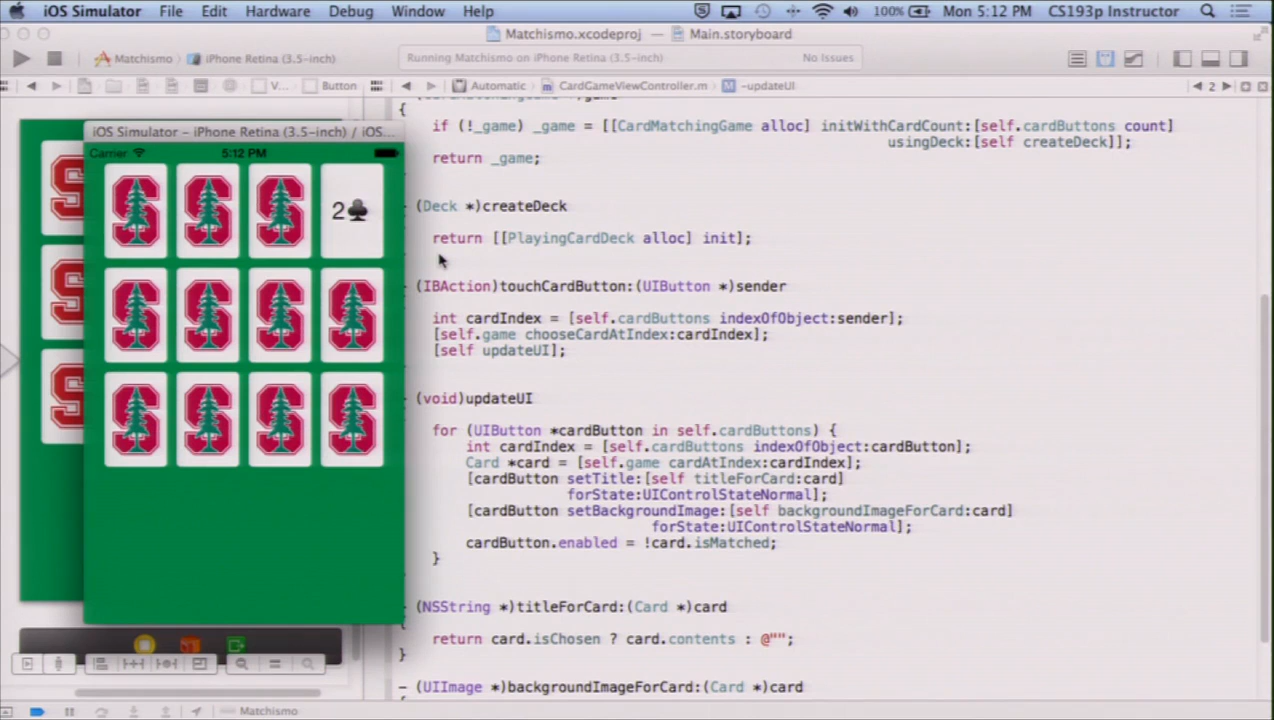 iOS Simulator File Edit Hardware Debug Window Help 100% Mon 5:12 PM CS193p Instructor
Matchismo.xcodeproj — Main.storyboard
Matchismo iPhone Retina (3.5-inch) Running Matchismo on iPhone Retina (3.5-inch) No Issues
V... Button Automatic CardGameViewController.m M -updateUI 2
{
if (!_game) _game = [[CardMatchingGame alloc] initWithCardCount:[self.cardButtons count]
usingDeck:[self createDeck]];
return _game;
iOS Simulator – iPhone Retina (3.5-inch) / iOS...
Carrier 5:12 PM
2♣
- (Deck *)createDeck
return [[PlayingCardDeck alloc] init];
- (IBAction)touchCardButton:(UIButton *)sender
int cardIndex = [self.cardButtons indexOfObject:sender];
[self.game chooseCardAtIndex:cardIndex];
[self updateUI];
- (void)updateUI
for (UIButton *cardButton in self.cardButtons) {
int cardIndex = [self.cardButtons indexOfObject:cardButton];
Card *card = [self.game cardAtIndex:cardIndex];
[cardButton setTitle:[self titleForCard:card]
forState:UIControlStateNormal];
[cardButton setBackgroundImage:[self backgroundImageForCard:card]
forState:UIControlStateNormal];
cardButton.enabled = !card.isMatched;
}
- (NSString *)titleForCard:(Card *)card
return card.isChosen ? card.contents : @"";
}
- (UIImage *)backgroundImageForCard:(Card *)card
Matchismo